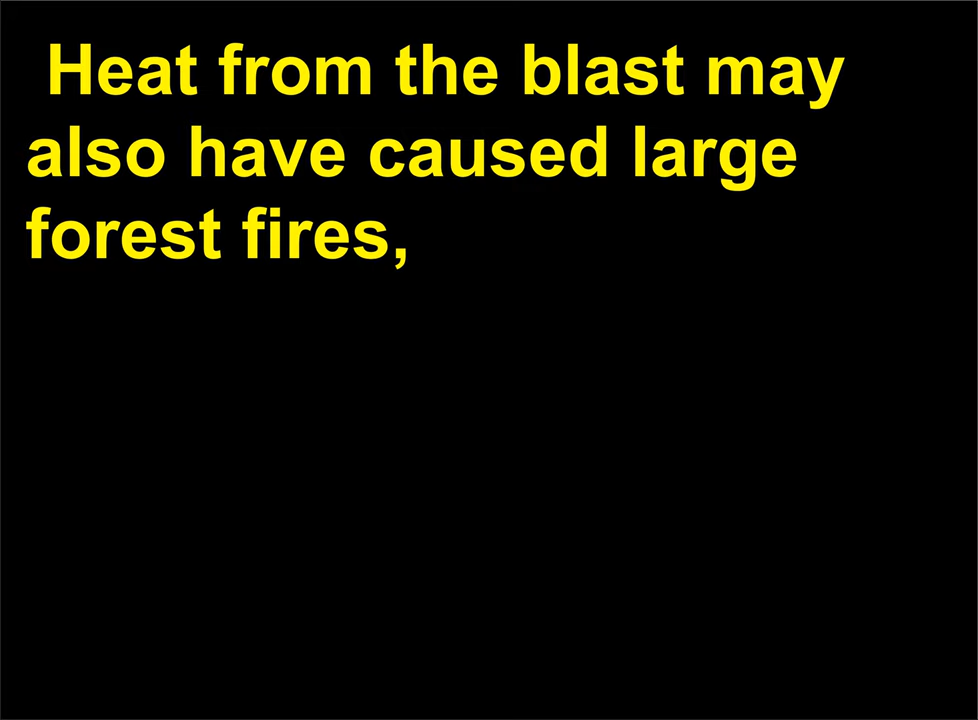 Heat from the blast may
also have caused large
forest fires,